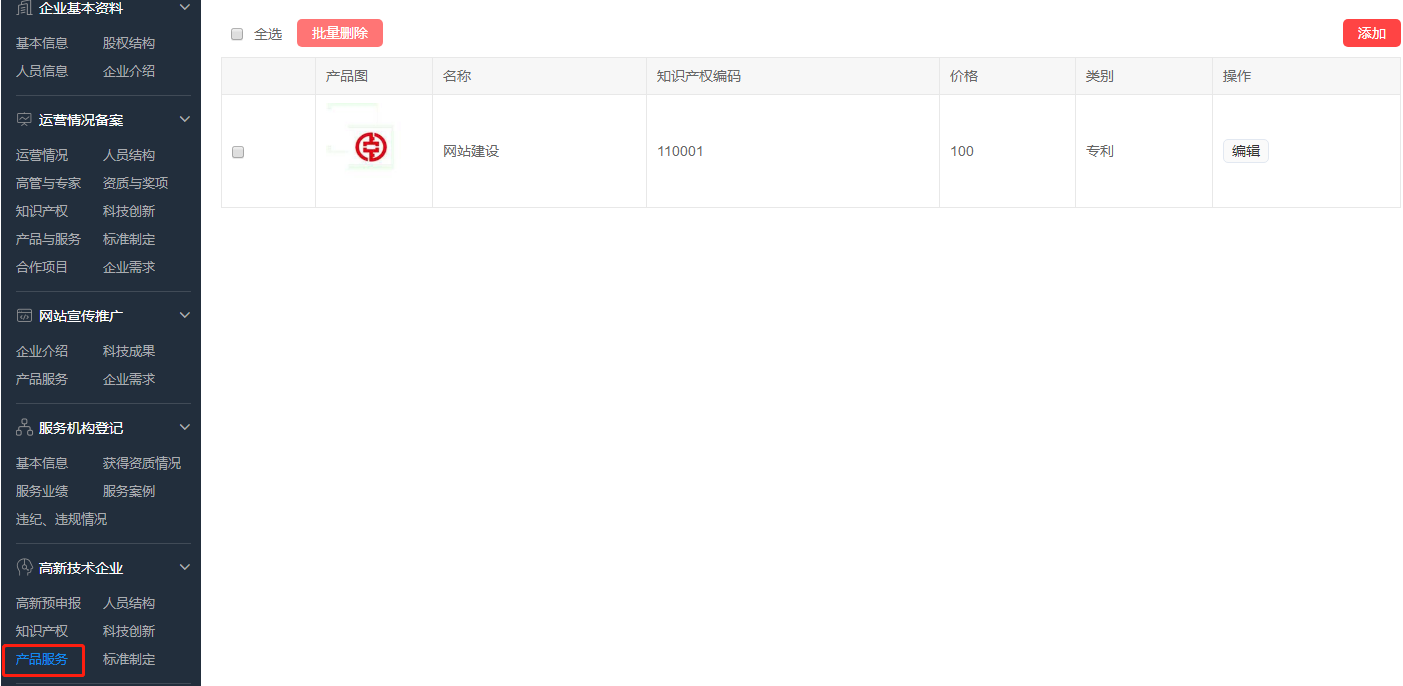 企业基本资料
基本信息 股权结构
人员信息 企业介绍
运营情况备案
运营情况 人员结构
高管与专家 资质与奖项
知识产权 科技创新
产品与服务 标准制定
合作项目 企业需求
网站宣传推广
企业介绍 科技成果
产品服务 企业需求
服务机构登记
基本信息 获得资质情况
服务业绩 服务案例
违纪、违规情况
高新技术企业
高新预申报 人员结构
知识产权 科技创新
产品服务 标准制定
全选 批量删除 添加
产品图 名称 知识产权编码 价格 类别 操作
网站建设 110001 100 专利 编辑